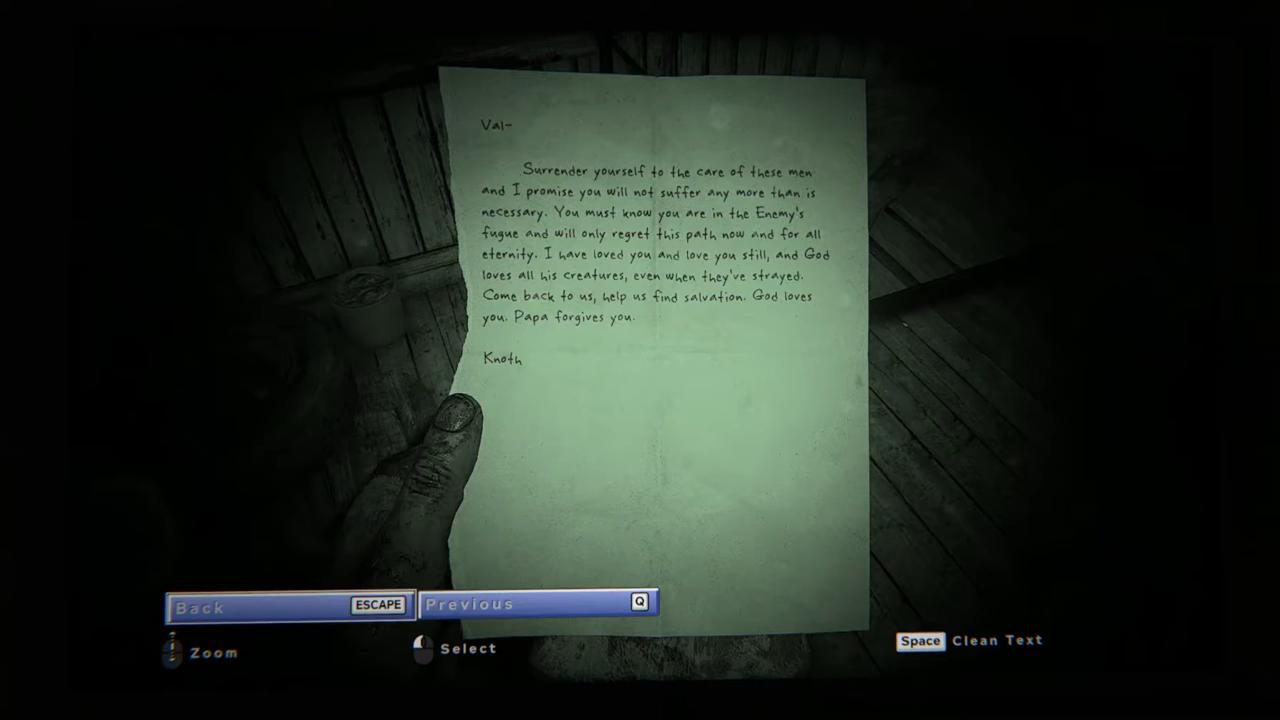 Val-
Surrender yourself to the care of these men
and I promise you will not suffer any more than is
necessary. You must know you are in the Enemy's
fugue and will only regret this path now and for all
eternity. I have loved you and love you still, and God
loves all his creatures, even when they've strayed.
Come back to us, help us find salvation. God loves
you. Papa forgives you.
Knoth
Back ESCAPE Previous Q
Zoom Select Space Clean Text